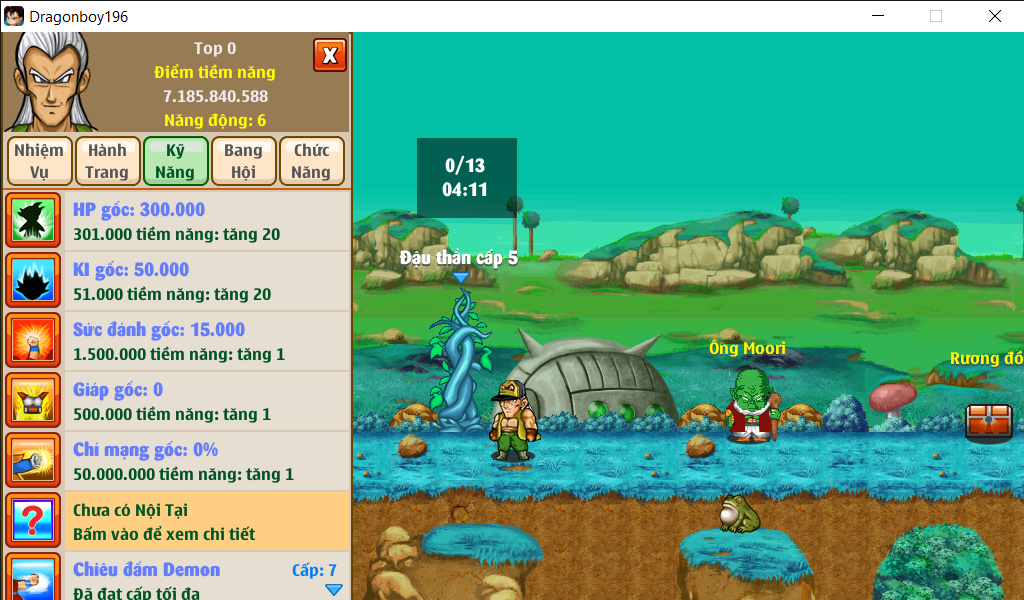 Dragonboy196
Top 0
Điểm tiềm năng
7.185.840.588
Năng động: 6
X
Nhiệm Vụ
Hành Trang
Kỹ Năng
Bang Hội
Chức Năng
HP gốc: 300.000
301.000 tiềm năng: tăng 20
KI gốc: 50.000
51.000 tiềm năng: tăng 20
Sức đánh gốc: 15.000
1.500.000 tiềm năng: tăng 1
Giáp gốc: 0
500.000 tiềm năng: tăng 1
Chí mạng gốc: 0%
50.000.000 tiềm năng: tăng 1
?
Chưa có Nội Tại
Bấm vào để xem chi tiết
Chiêu đấm Demon
Cấp: 7
Đã đạt cấp tối đa
0/13
04:11
Đậu thần cấp 5
Ông Moori
Rương đồ